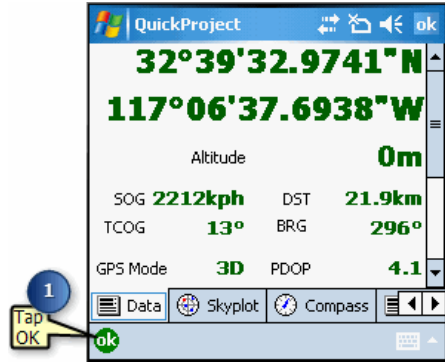 QuickProject ok
32°39'32.9741"N
117°06'37.6938"W
Altitude 0m
SOG 2212kph DST 21.9km
TCOG 13° BRG 296°
GPS Mode 3D PDOP 4.1
Data Skyplot Compass
1
Tap
OK
ok